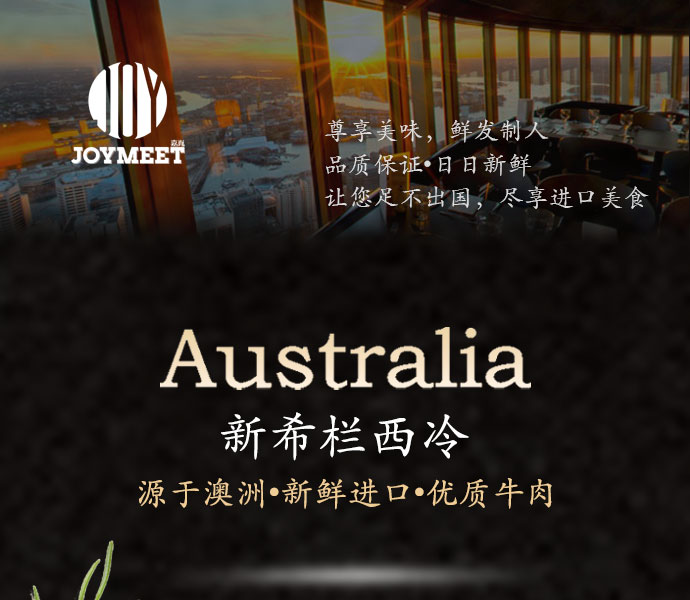 JOY
JOYMEET
尊享美味，鲜发制人
品质保证•日日新鲜
让您足不出国，尽享进口美食
Australia
新希栏西冷
源于澳洲•新鲜进口•优质牛肉